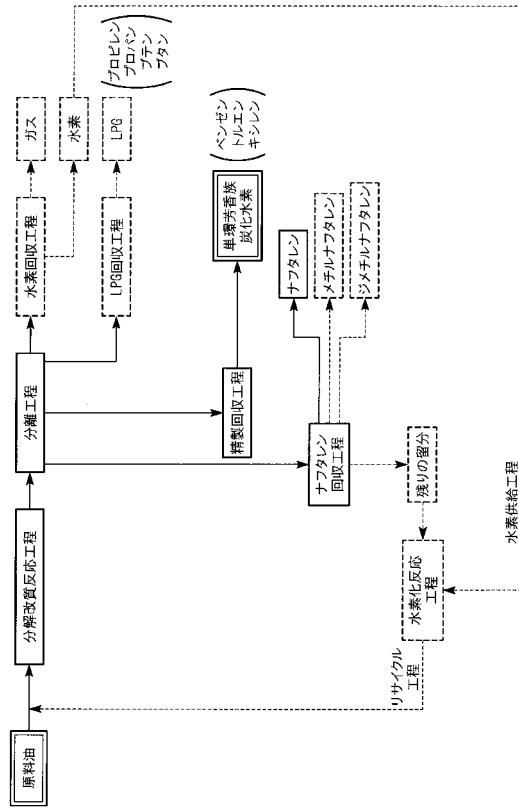 原料油
分解改質反応工程
分離工程
水素回収工程
ガス
水素
LPG回収工程
LPG
プロピレン
プロパン
ブテン
ブタン
精製回収工程
単環芳香族
炭化水素
ベンゼン
トルエン
キシレン
ナフタレン
回収工程
ナフタレン
メチルナフタレン
ジメチルナフタレン
残りの留分
水素化反応
工程
リサイクル
工程
水素供給工程